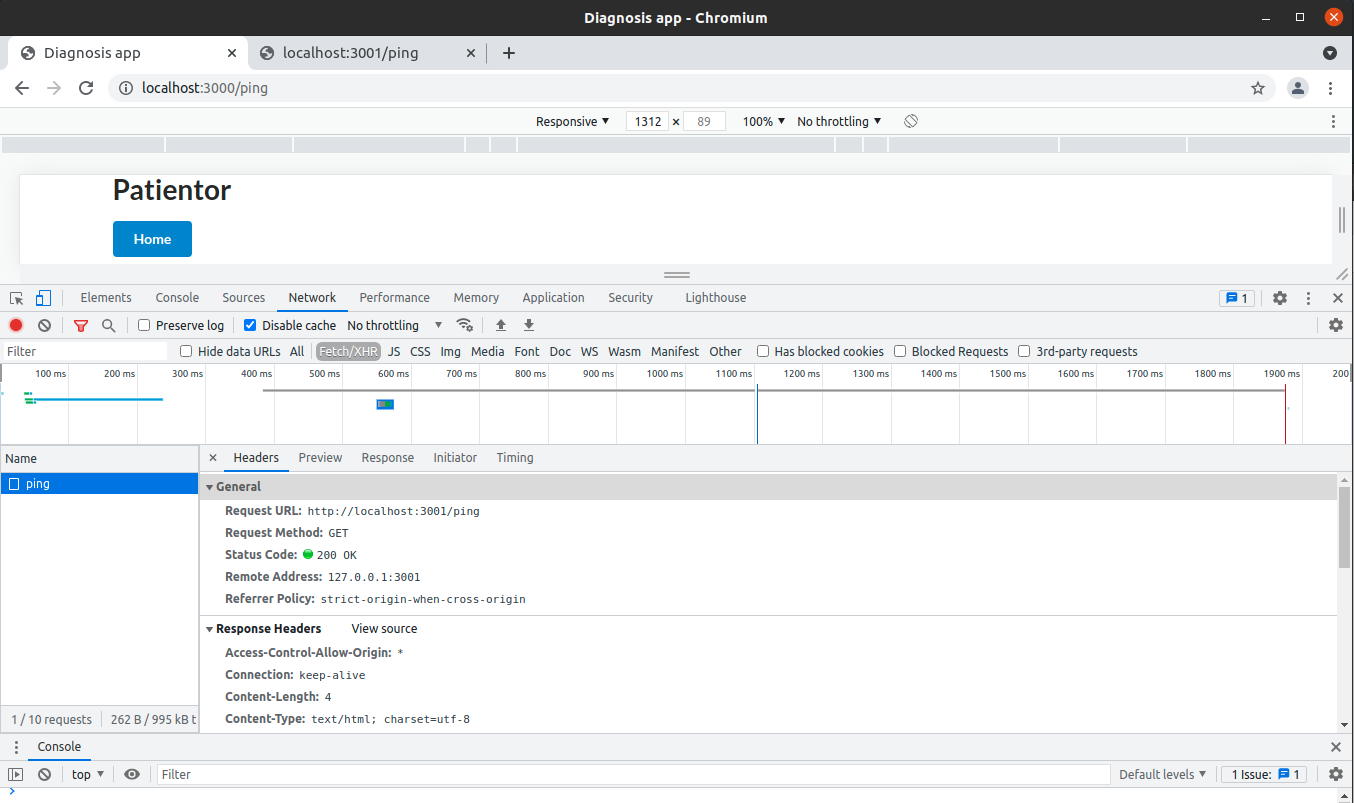 Diagnosis app - Chromium
Diagnosis app
localhost:3001/ping
localhost:3000/ping
Responsive 1312 × 89 100% No throttling
Patientor
Home
Elements Console Sources Network Performance Memory Application Security Lighthouse 1
Preserve log Disable cache No throttling
Filter Hide data URLs All Fetch/XHR JS CSS Img Media Font Doc WS Wasm Manifest Other Has blocked cookies Blocked Requests 3rd-party requests
100 ms 200 ms 300 ms 400 ms 500 ms 600 ms 700 ms 800 ms 900 ms 1000 ms 1100 ms 1200 ms 1300 ms 1400 ms 1500 ms 1600 ms 1700 ms 1800 ms 1900 ms 200
Name
Headers Preview Response Initiator Timing
ping
General
Request URL: http://localhost:3001/ping
Request Method: GET
Status Code: 200 OK
Remote Address: 127.0.0.1:3001
Referrer Policy: strict-origin-when-cross-origin
Response Headers View source
Access-Control-Allow-Origin: *
Connection: keep-alive
Content-Length: 4
Content-Type: text/html; charset=utf-8
1 / 10 requests 262 B / 995 kB t
Console
top Filter Default levels 1 Issue: 1